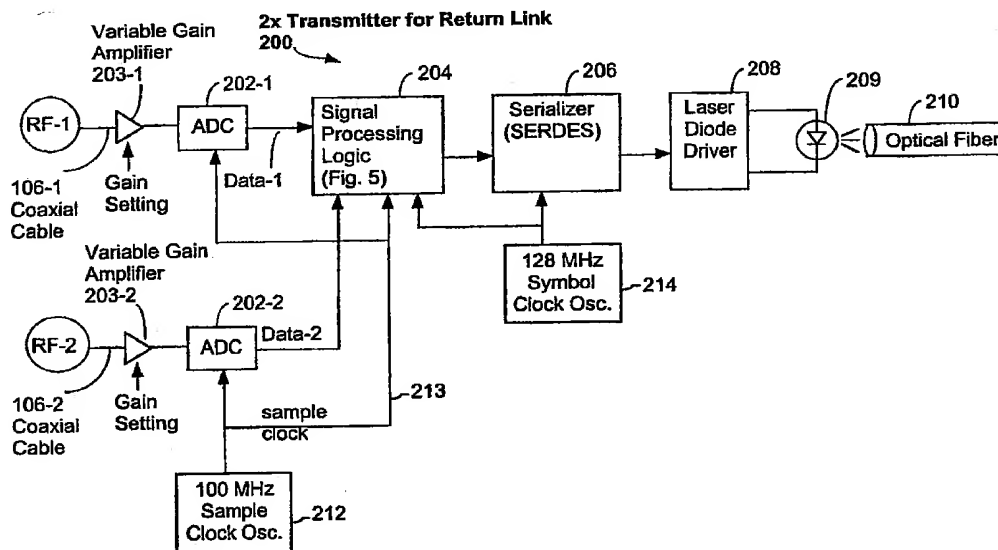 2x Transmitter for Return Link
200
Variable Gain
Amplifier
203-1
202-1
204
206
208
209
210
RF-1
ADC
Signal
Processing
Logic
(Fig. 5)
Serializer
(SERDES)
Laser
Diode
Driver
Optical Fiber
Data-1
106-1
Coaxial
Cable
Gain
Setting
Variable Gain
Amplifier
203-2
202-2
128 MHz
Symbol
Clock Osc.
214
RF-2
ADC
Data-2
213
106-2
Coaxial
Cable
Gain
Setting
sample
clock
100 MHz
Sample
Clock Osc.
212